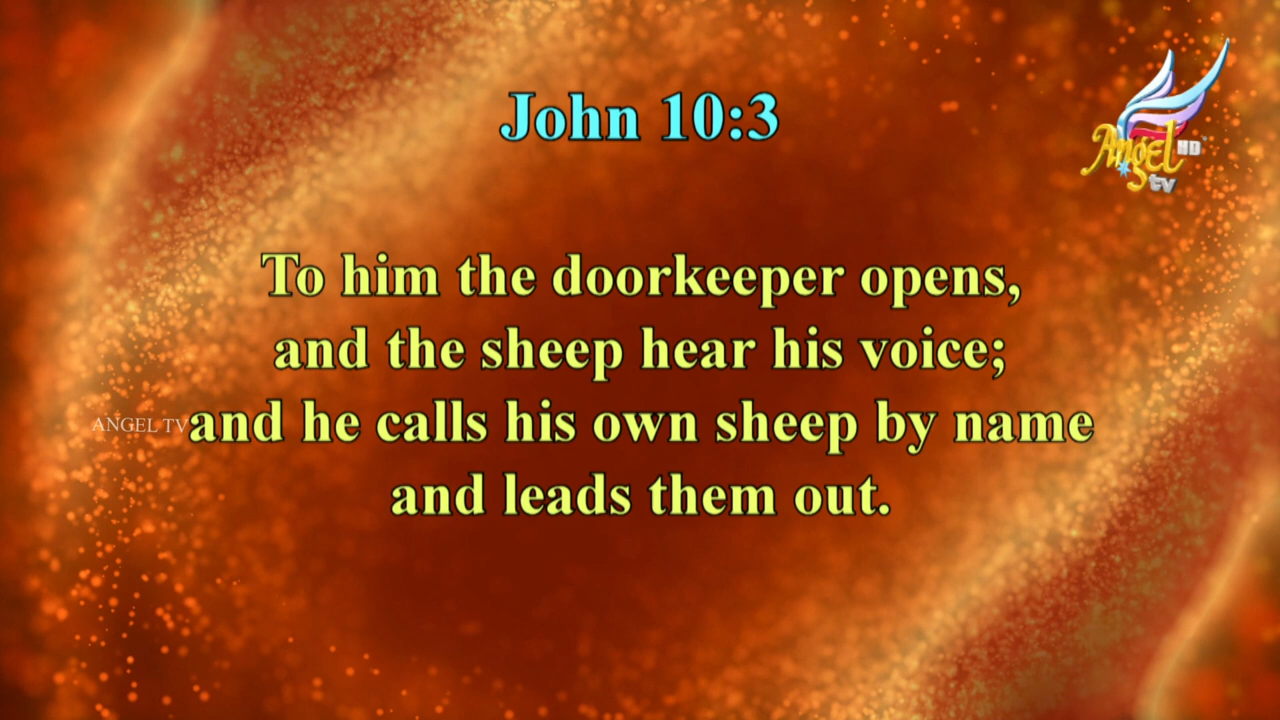 John 10:3
Angel HD
tv
To him the doorkeeper opens,
and the sheep hear his voice;
ANGEL TV
and he calls his own sheep by name
and leads them out.